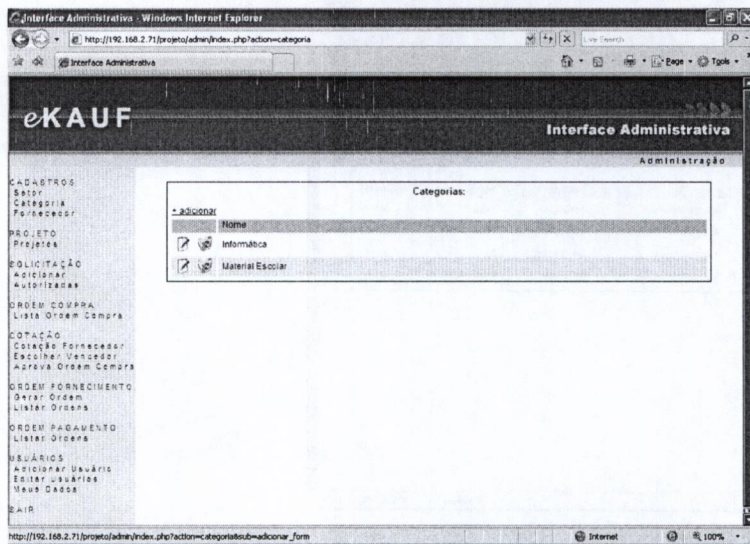 Interface Administrativa - Windows Internet Explorer
http://192.168.2.71/projeto/admin/index.php?action=categoria
Live Search
Interface Administrativa
Page
Tools
eKAUF
Interface Administrativa
Administração
CADASTROS
Setor
Categoria
Fornecedor
PROJETO
Projetos
SOLICITAÇÃO
Adicionar
Autorizadas
ORDEM COMPRA
Lista Ordem Compra
COTAÇÃO
Cotação Fornecedor
Escolher Vencedor
Aprova Ordem Compra
ORDEM FORNECIMENTO
Gerar Ordem
Listar Ordens
ORDEM PAGAMENTO
Listar Ordens
USUÁRIOS
Adicionar Usuário
Editar Usuários
Meus Dados
SAIR
Categorias:
+ adicionar
Nome
Informática
Material Escolar
http://192.168.2.71/projeto/admin/index.php?action=categoria&sub=adicionar_form
Internet
100%